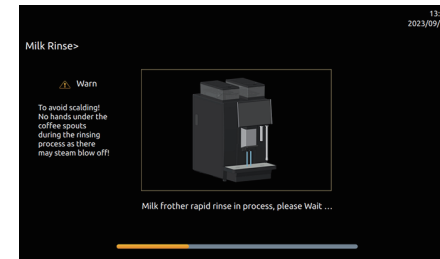 13:
2023/09/
Milk Rinse>
Warn
To avoid scalding!
No hands under the
coffee spouts
during the rinsing
process as there
may steam blow off!
Milk frother rapid rinse in process, please Wait ...